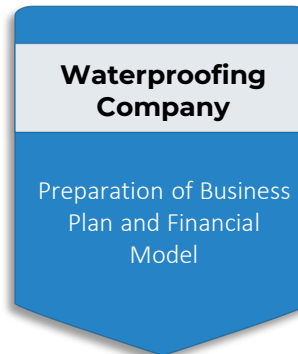 Waterproofing
Company
Preparation of Business
Plan and Financial
Model